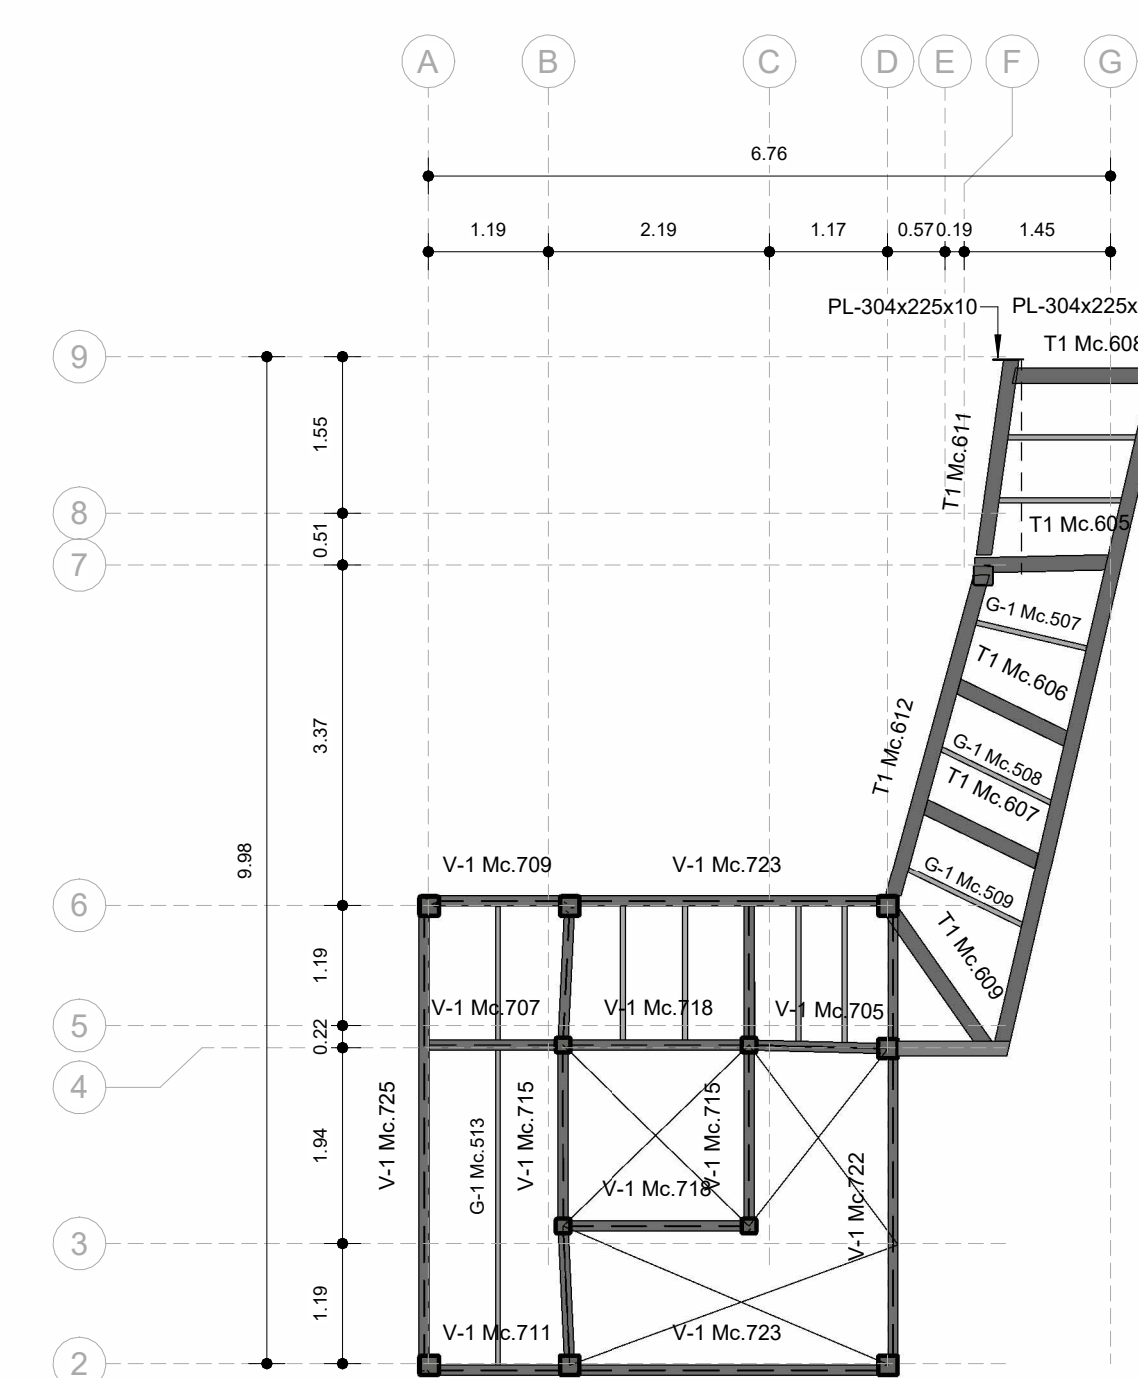 A B C D E F G
6.76
1.19 2.19 1.17 0.57 0.19 1.45
PL-304x225x10 PL-304x225x
T1 Mc.608
9
1.55
T1 Mc.611
8
T1 Mc.605
0.51
7
G-1 Mc.507
T1 Mc.606
3.37
T1 Mc.612
G-1 Mc.508
T1 Mc.607
9.98
V-1 Mc.709 V-1 Mc.723
G-1 Mc.509
6
T1 Mc.609
1.19
V-1 Mc.707 V-1 Mc.718 V-1 Mc.705
5
0.22
4
V-1 Mc.725
V-1 Mc.715
V-1 Mc.715
1.94
G-1 Mc.513
V-1 Mc.718
V-1 Mc.722
3
1.19
V-1 Mc.711 V-1 Mc.723
2